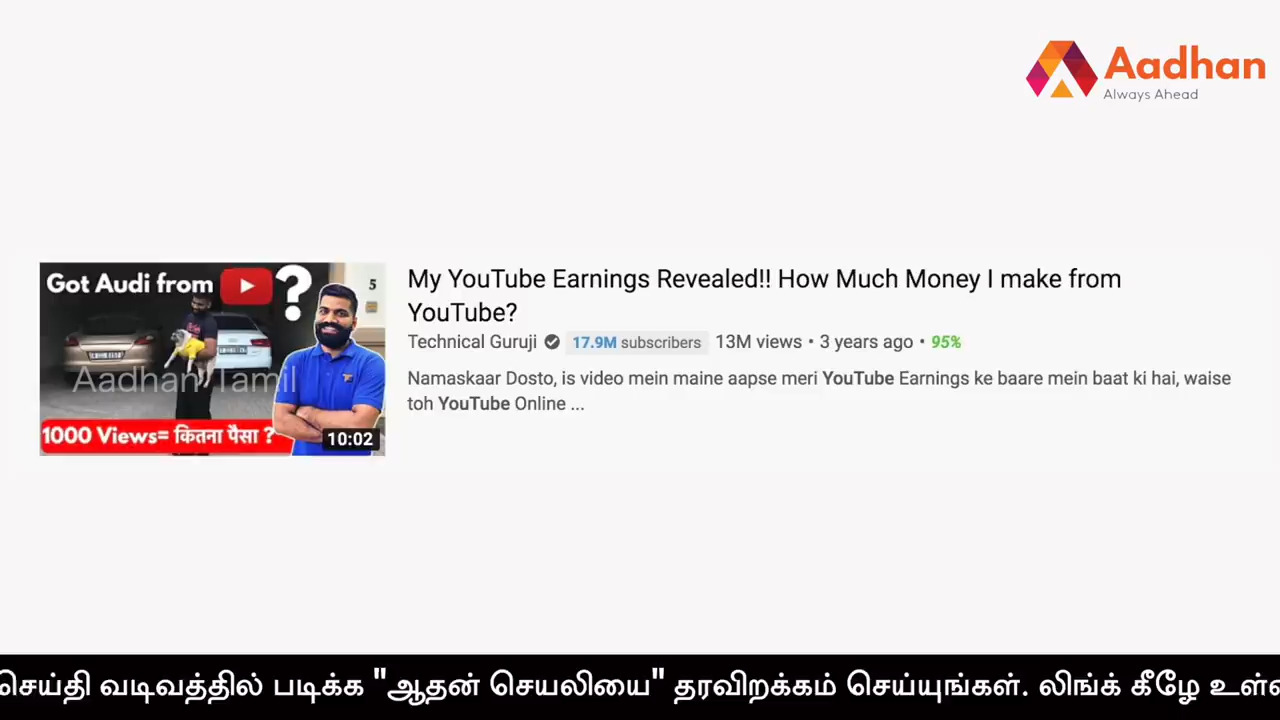 Aadhan
Always Ahead
Got Audi from ?
5
Aadhan Tamil
1000 Views= कितना पैसा ?
10:02
My YouTube Earnings Revealed!! How Much Money I make from
YouTube?
Technical Guruji 17.9M subscribers 13M views • 3 years ago • 95%
Namaskaar Dosto, is video mein maine aapse meri YouTube Earnings ke baare mein baat ki hai, waise
toh YouTube Online ...
செய்தி வடிவத்தில் படிக்க "ஆதன் செயலியை" தரவிறக்கம் செய்யுங்கள். லிங்க் கீழே